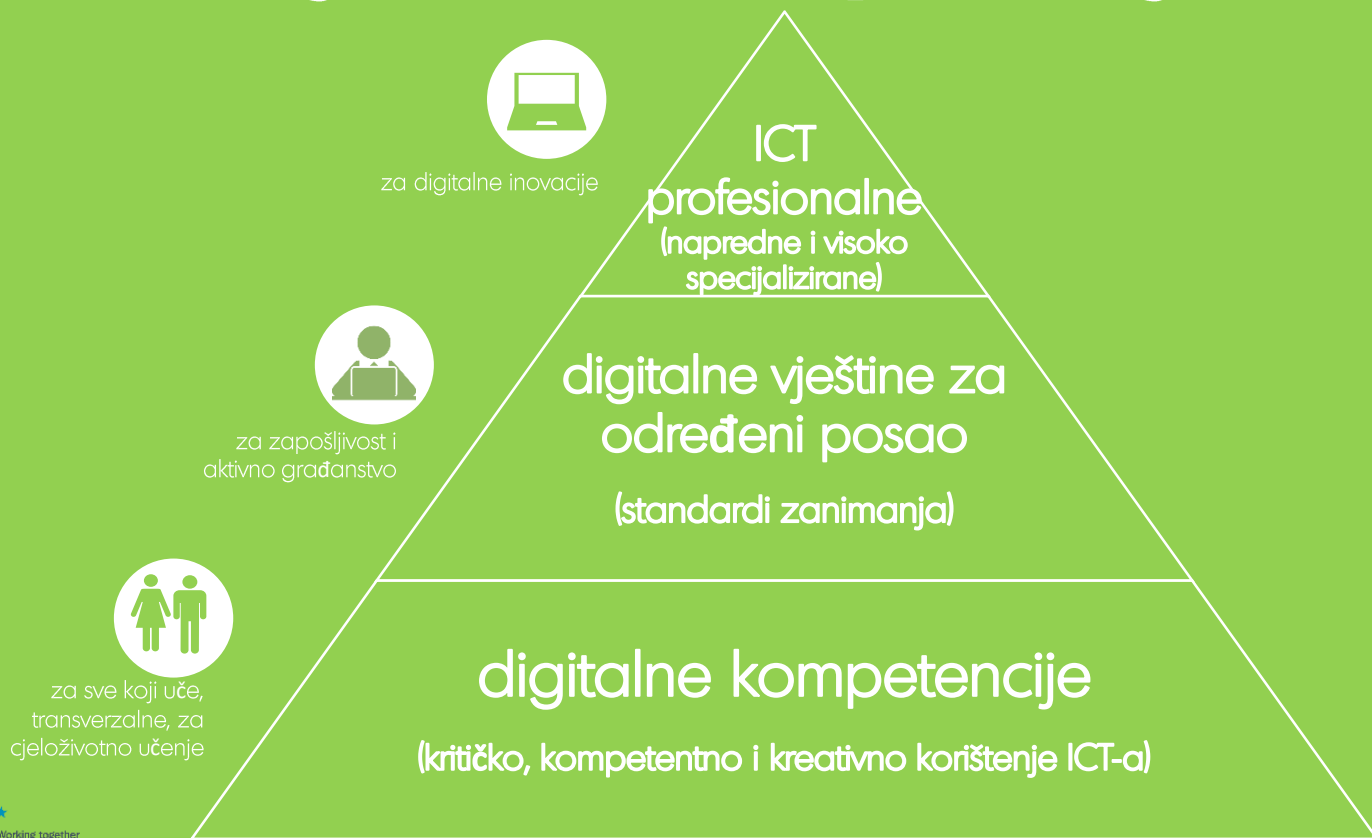 za digitalne inovacije
ICT
profesionalne
(napredne i visoko
specijalizirane)
za zapošljivost i
aktivno građanstvo
digitalne vještine za
određeni posao
(standardi zanimanja)
za sve koji uče,
transverzalne, za
cjeloživotno učenje
digitalne kompetencije
(kritičko, kompetentno i kreativno korištenje ICT-a)
Working together